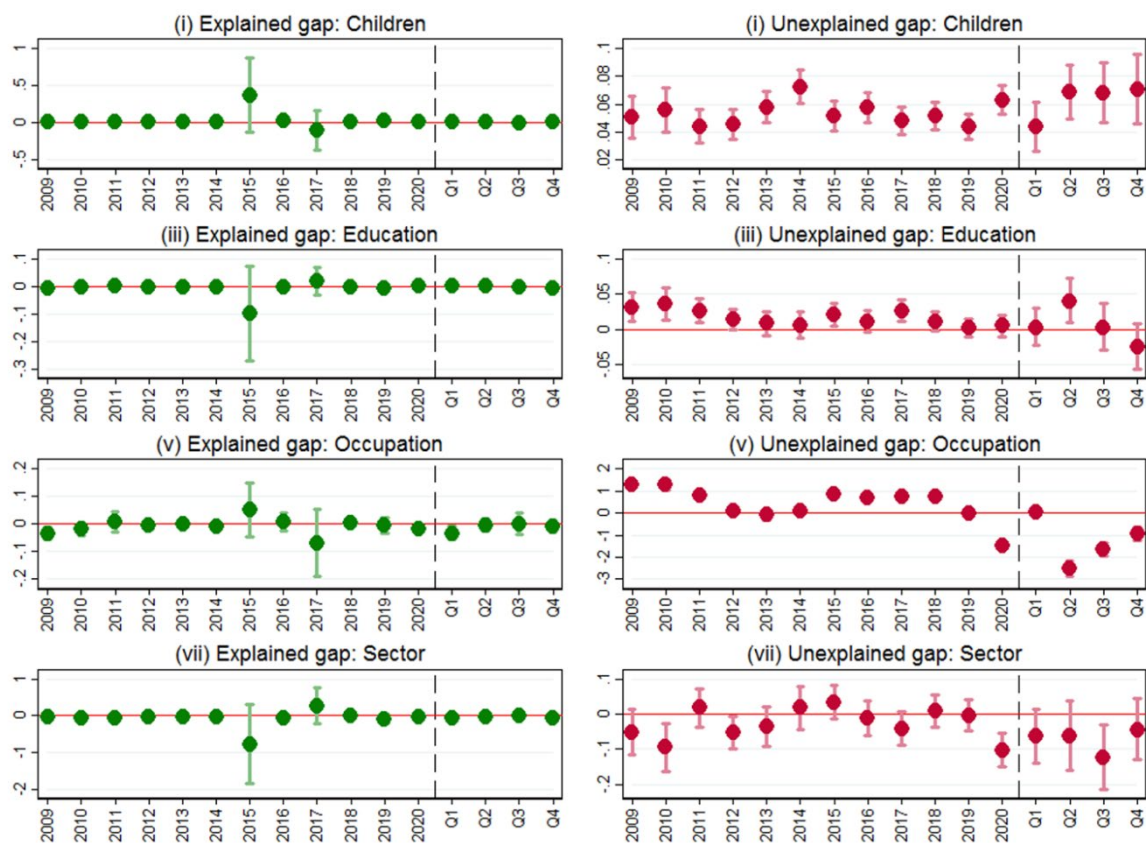 (i) Explained gap: Children
1
.5
0
-.5
2009 2010 2011 2012 2013 2014 2015 2016 2017 2018 2019 2020 Q1 Q2 Q3 Q4
(i) Unexplained gap: Children
.1
.08
.06
.04
.02
2009 2010 2011 2012 2013 2014 2015 2016 2017 2018 2019 2020 Q1 Q2 Q3 Q4
(iii) Explained gap: Education
.1
0
-.1
-.2
-.3
2009 2010 2011 2012 2013 2014 2015 2016 2017 2018 2019 2020 Q1 Q2 Q3 Q4
(iii) Unexplained gap: Education
.05
0
-.05
2009 2010 2011 2012 2013 2014 2015 2016 2017 2018 2019 2020 Q1 Q2 Q3 Q4
(v) Explained gap: Occupation
.2
.1
0
-.1
-.2
2009 2010 2011 2012 2013 2014 2015 2016 2017 2018 2019 2020 Q1 Q2 Q3 Q4
(v) Unexplained gap: Occupation
2
1
0
-1
-2
-3
2009 2010 2011 2012 2013 2014 2015 2016 2017 2018 2019 2020 Q1 Q2 Q3 Q4
(vii) Explained gap: Sector
1
0
-1
-2
2009 2010 2011 2012 2013 2014 2015 2016 2017 2018 2019 2020 Q1 Q2 Q3 Q4
(vii) Unexplained gap: Sector
.1
0
-.1
-.2
2009 2010 2011 2012 2013 2014 2015 2016 2017 2018 2019 2020 Q1 Q2 Q3 Q4